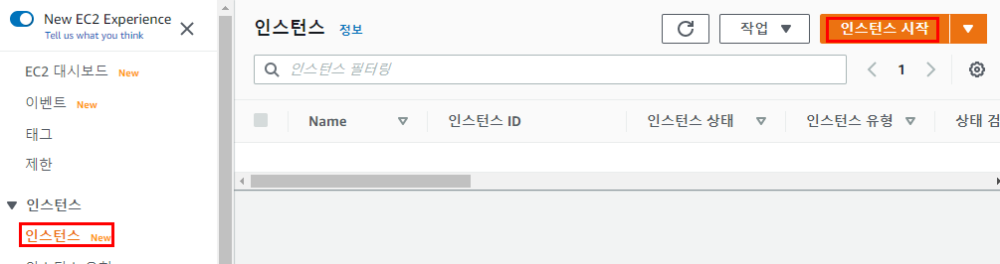 New EC2 Experience
Tell us what you think
EC2 대시보드 New
이벤트 New
태그
제한
인스턴스
인스턴스 New
인스턴스 정보
작업
인스턴스 시작
인스턴스 필터링
1
Name 인스턴스 ID 인스턴스 상태 인스턴스 유형 상태 검